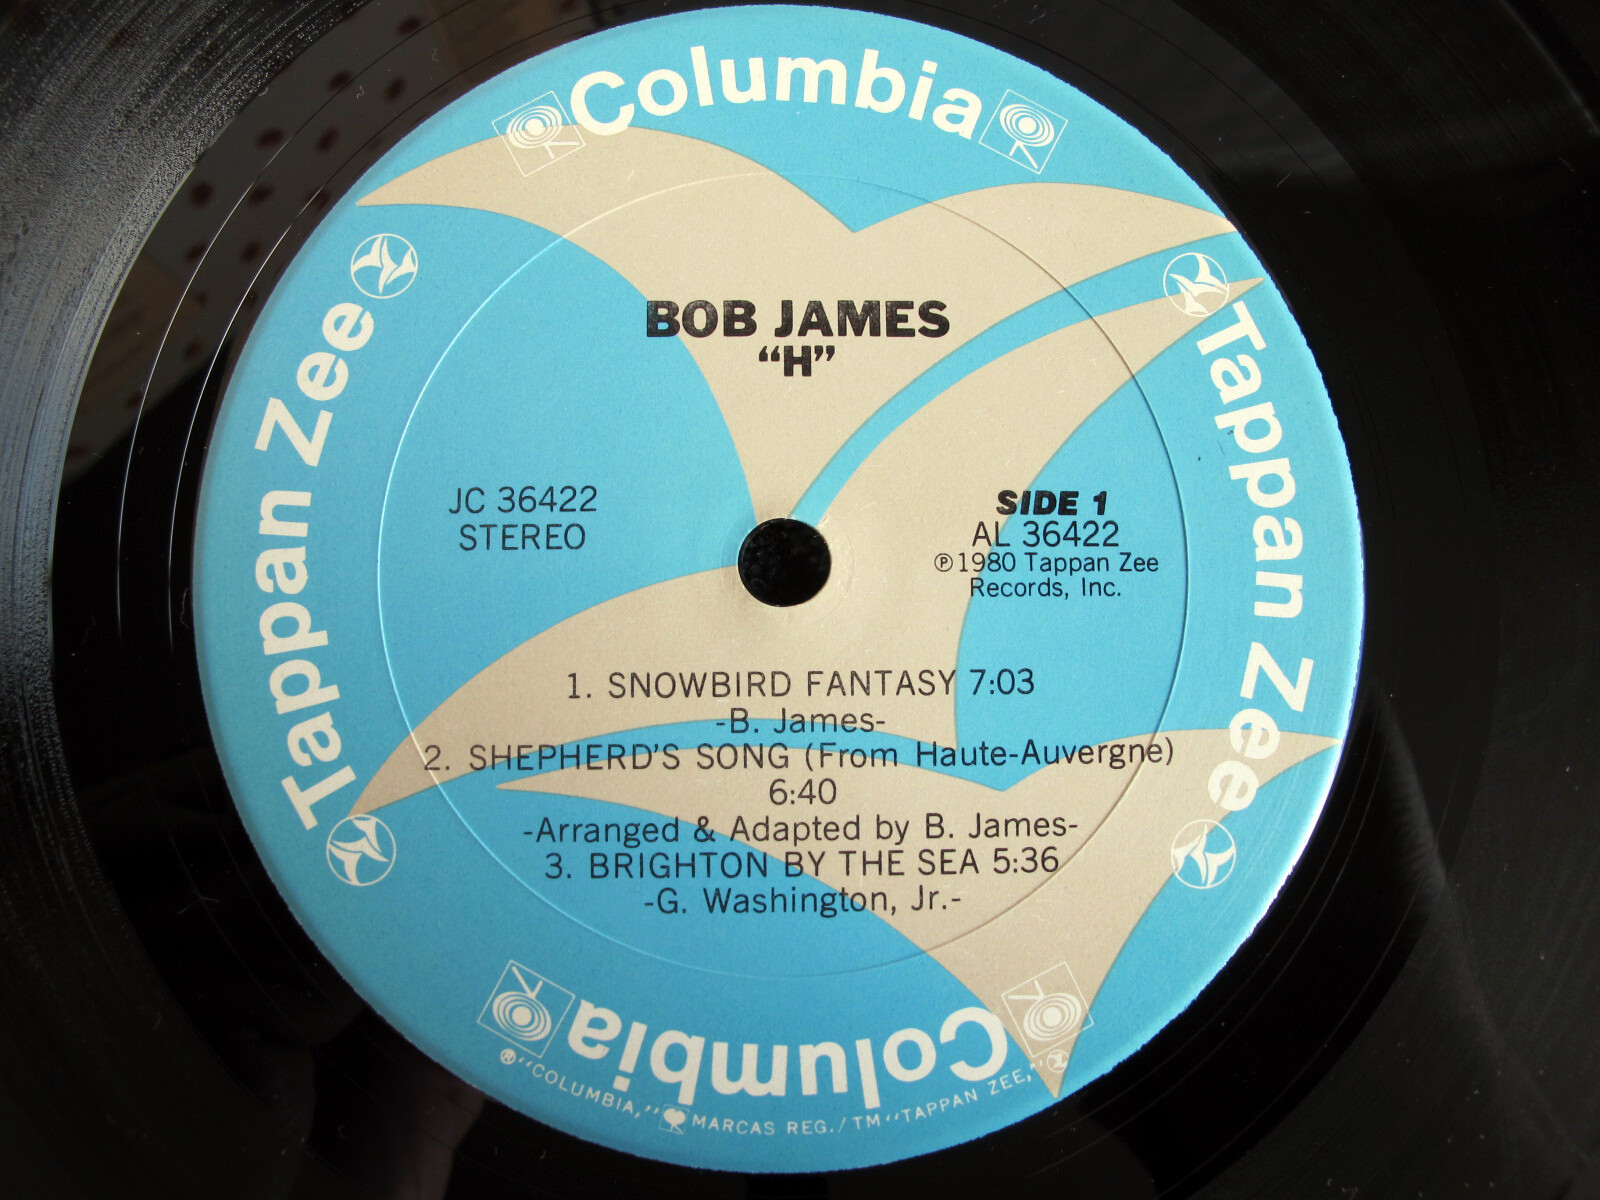 Columbia
Tappan Zee
Tappan Zee
BOB JAMES
“H”
JC 36422
STEREO
SIDE 1
AL 36422
Ⓟ1980 Tappan Zee
Records, Inc.
1. SNOWBIRD FANTASY 7:03
-B. James-
2. SHEPHERD'S SONG (From Haute-Auvergne)
6:40
-Arranged & Adapted by B. James-
3. BRIGHTON BY THE SEA 5:36
-G. Washington, Jr.-
Columbia
®"COLUMBIA," MARCAS REG./TM "TAPPAN ZEE,"